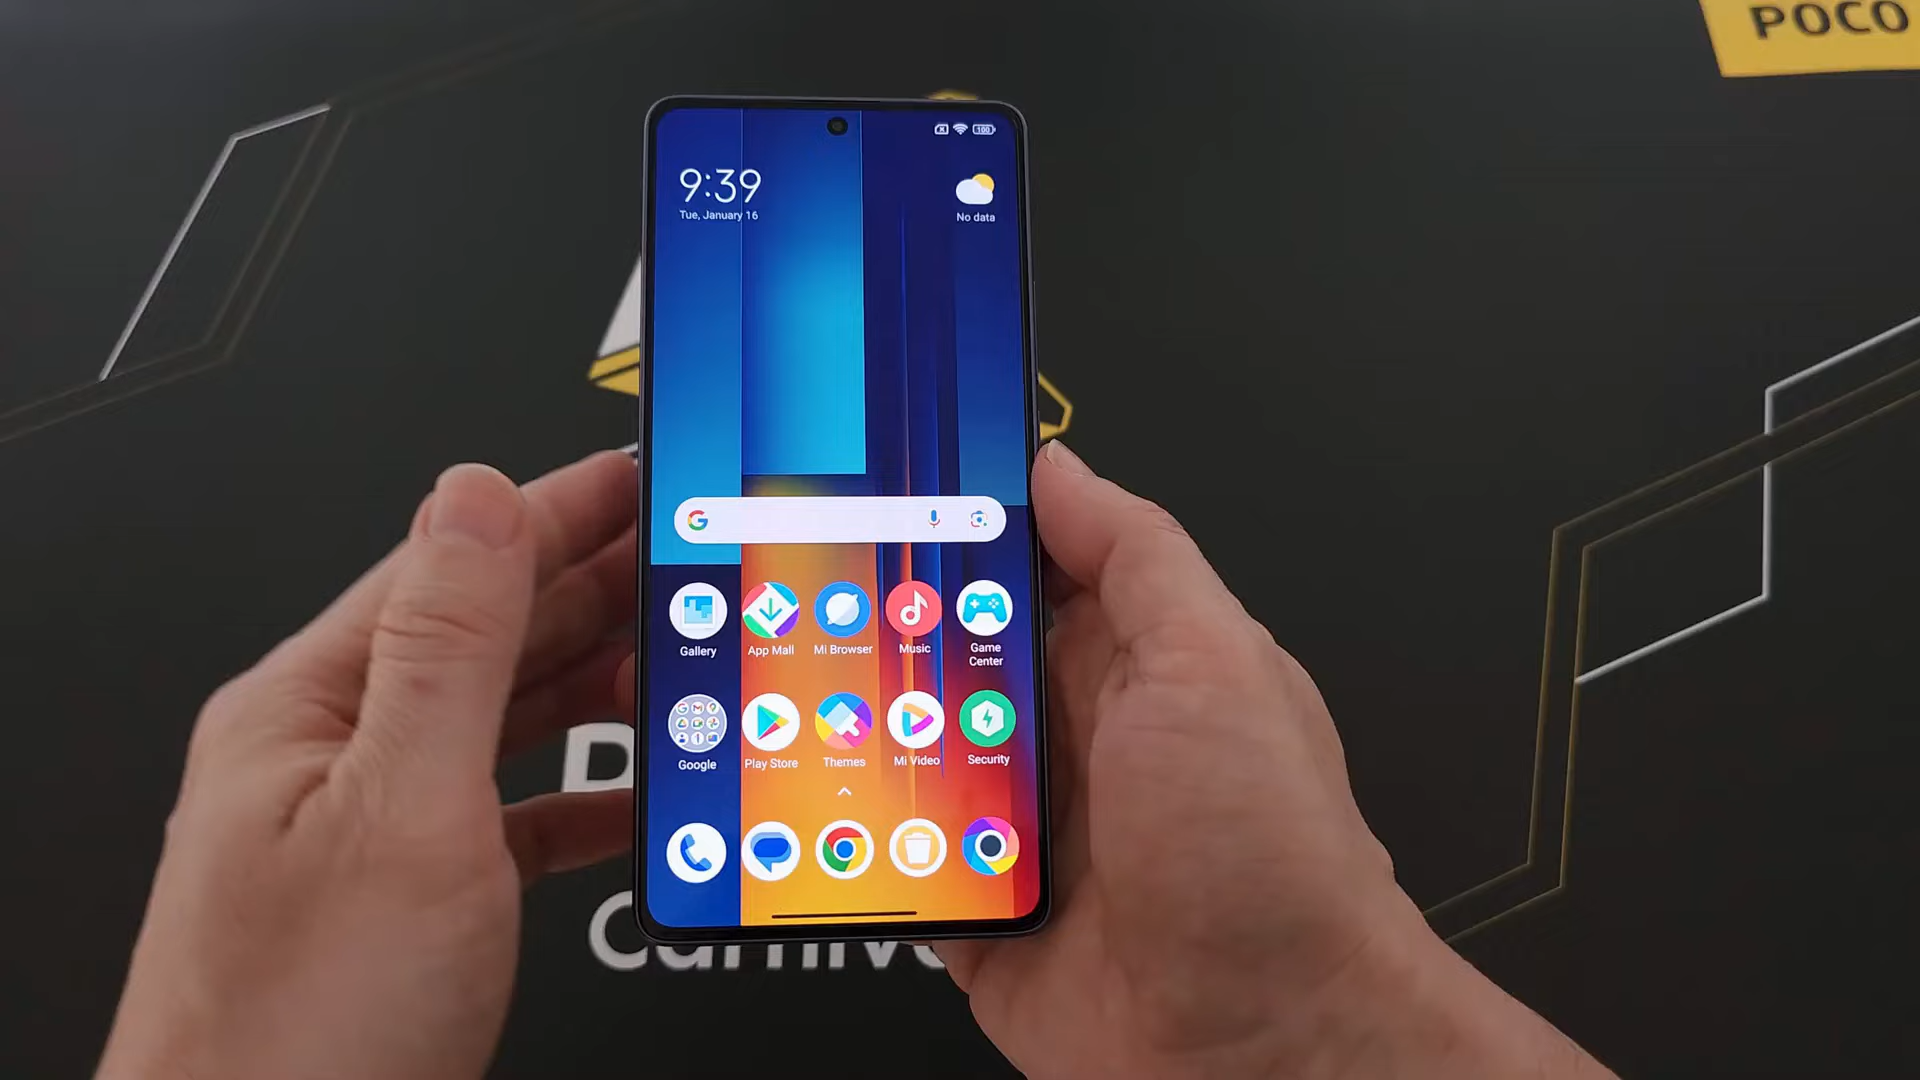 POCO
100
9:39
Tue, January 16
No data
G
Gallery
App Mall
Mi Browser
Music
Game
Center
Google
Play Store
Themes
Mi Video
Security